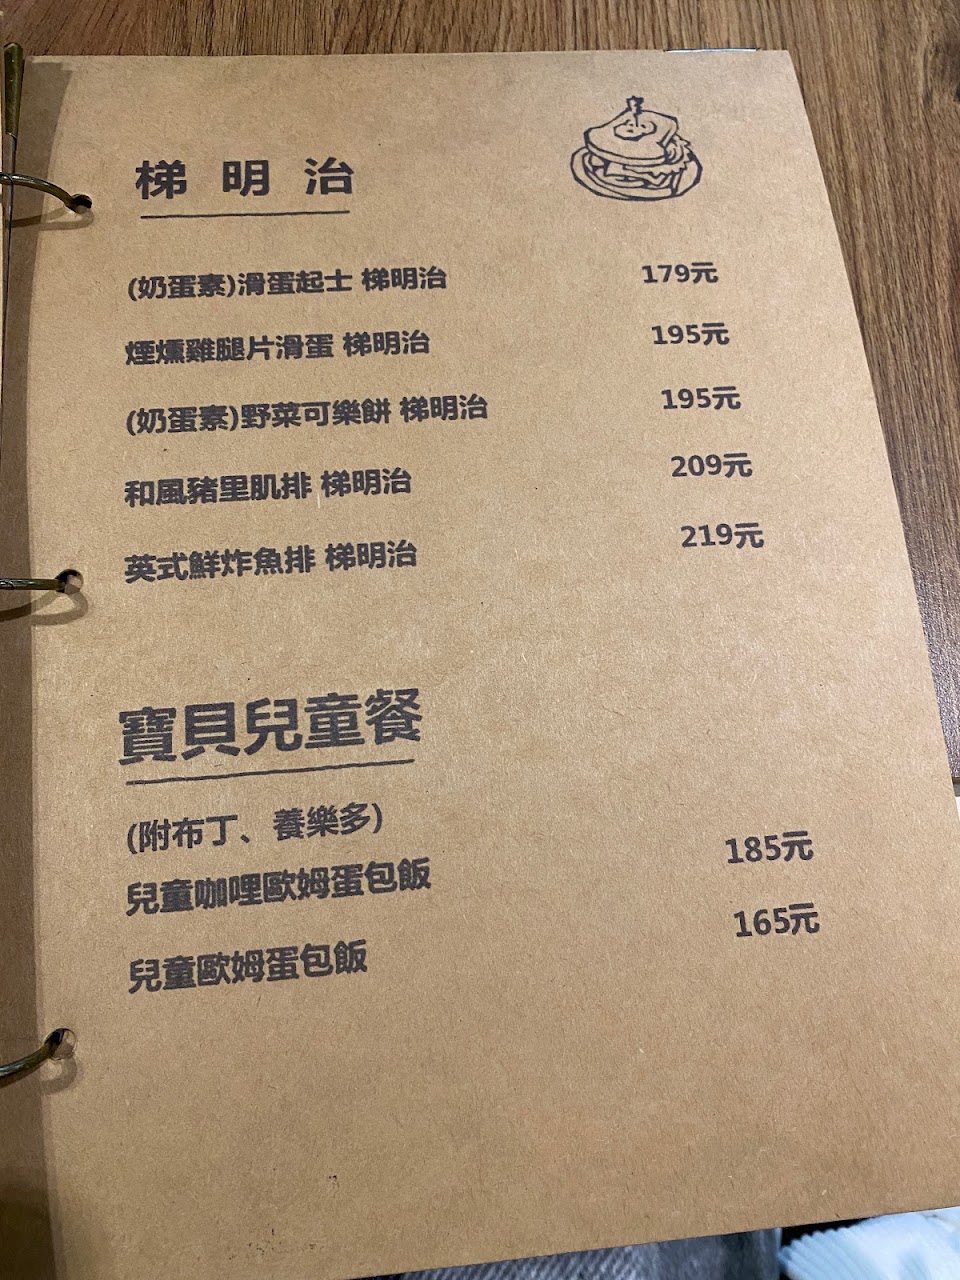 梯明治
(奶蛋素)滑蛋起士 梯明治 179元
煙燻雞腿片滑蛋 梯明治 195元
(奶蛋素)野菜可樂餅 梯明治 195元
和風豬里肌排 梯明治 209元
英式鮮炸魚排 梯明治 219元
寶貝兒童餐
(附布丁、養樂多)
兒童咖哩歐姆蛋包飯 185元
兒童歐姆蛋包飯 165元